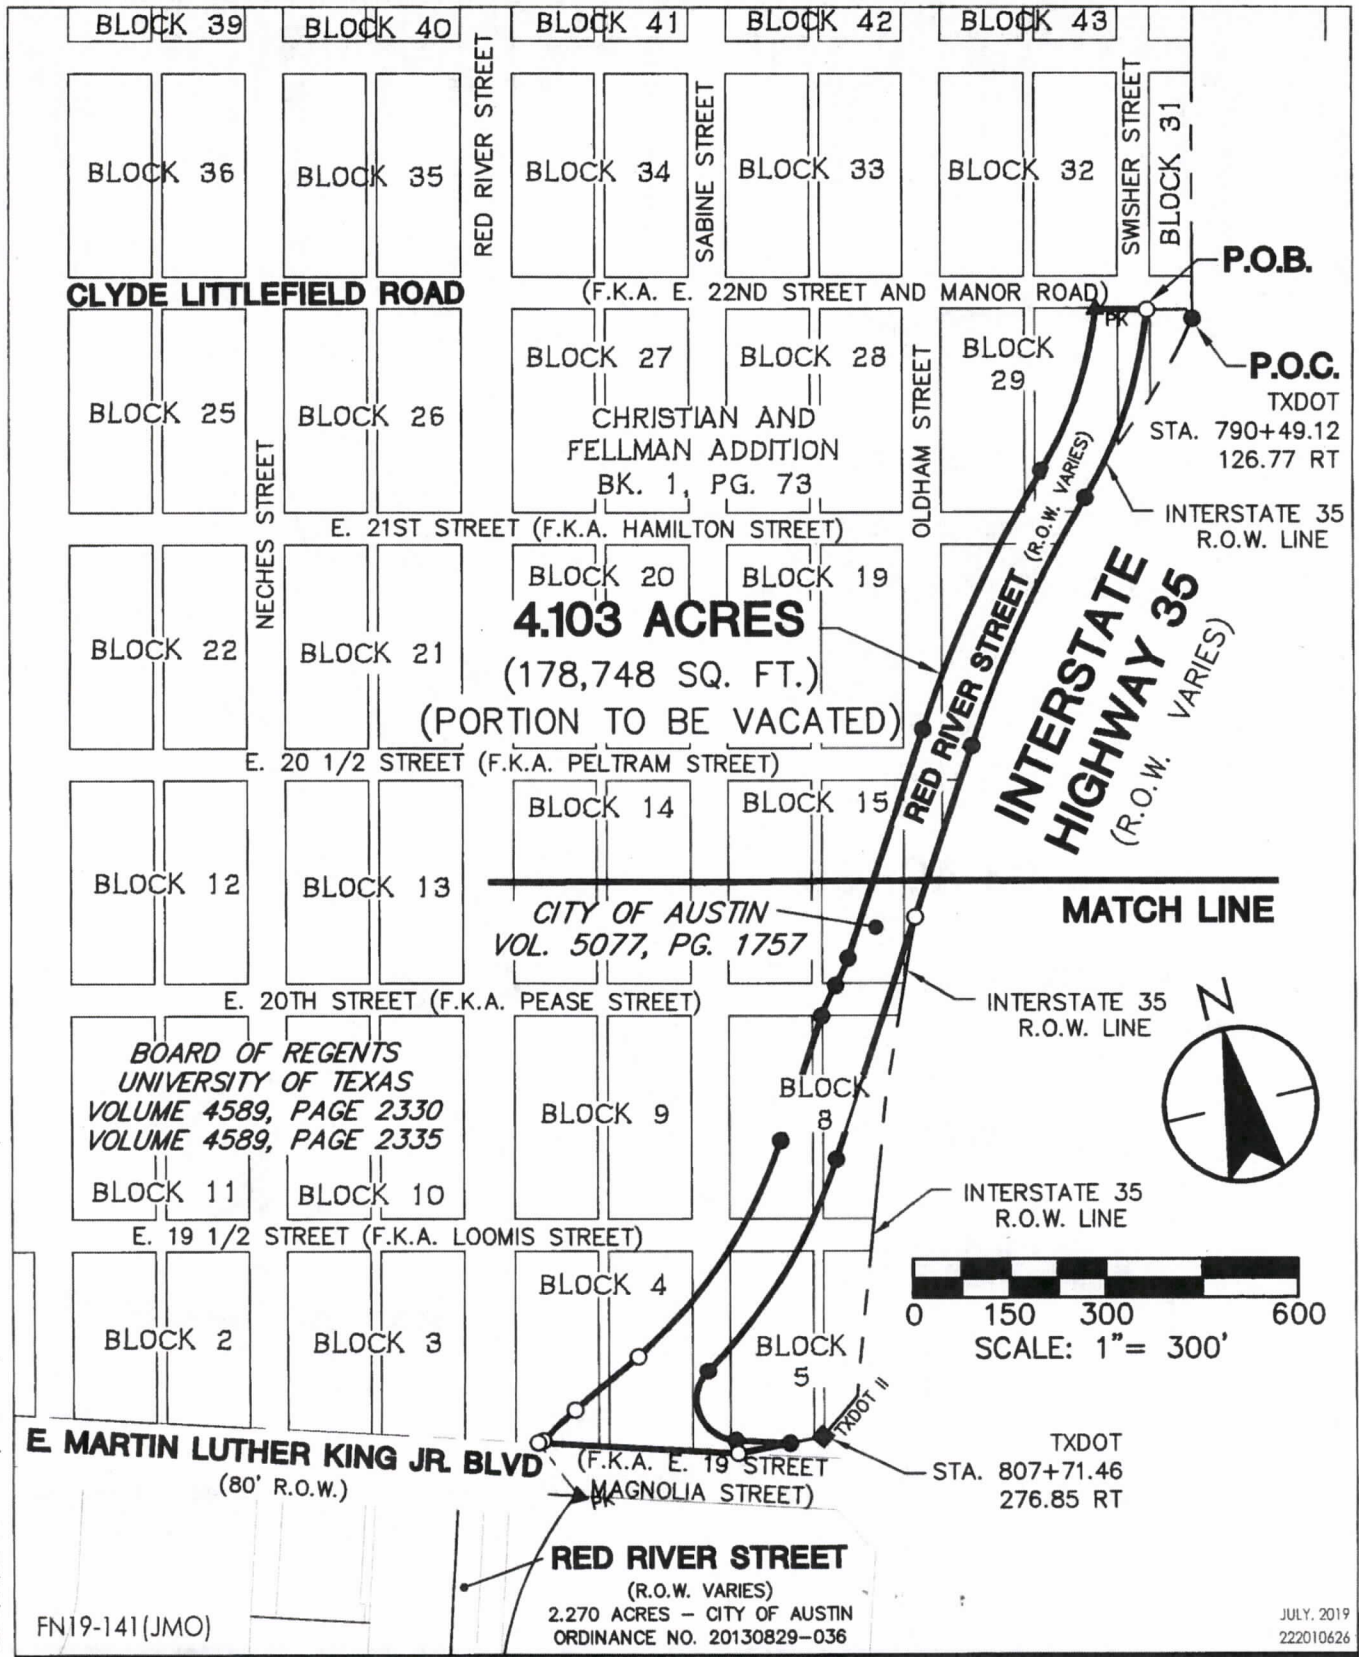 BLOCK 39
BLOCK 40
BLOCK 41
BLOCK 42
BLOCK 43
RED RIVER STREET
SABINE STREET
SWISHER STREET
BLOCK 31
BLOCK 36
BLOCK 35
BLOCK 34
BLOCK 33
BLOCK 32
P.O.B.
CLYDE LITTLEFIELD ROAD
(F.K.A. E. 22ND STREET AND MANOR ROAD)
PK
BLOCK 27
BLOCK 28
BLOCK
29
P.O.C.
TXDOT
STA. 790+49.12
126.77 RT
BLOCK 25
BLOCK 26
CHRISTIAN AND
FELLMAN ADDITION
BK. 1, PG. 73
OLDHAM STREET
NECHES STREET
INTERSTATE 35
R.O.W. LINE
E. 21ST STREET (F.K.A. HAMILTON STREET)
BLOCK 20
BLOCK 19
4.103 ACRES
(178,748 SQ. FT.)
(PORTION TO BE VACATED)
BLOCK 22
BLOCK 21
RED RIVER STREET (R.O.W. VARIES)
INTERSTATE
HIGHWAY 35
(R.O.W. VARIES)
E. 20 1/2 STREET (F.K.A. PELTRAM STREET)
BLOCK 14
BLOCK 15
BLOCK 12
BLOCK 13
MATCH LINE
CITY OF AUSTIN
VOL. 5077, PG. 1757
E. 20TH STREET (F.K.A. PEASE STREET)
INTERSTATE 35
R.O.W. LINE
N
BOARD OF REGENTS
UNIVERSITY OF TEXAS
VOLUME 4589, PAGE 2330
VOLUME 4589, PAGE 2335
BLOCK 9
BLOCK
8
BLOCK 11
BLOCK 10
INTERSTATE 35
R.O.W. LINE
E. 19 1/2 STREET (F.K.A. LOOMIS STREET)
BLOCK 4
BLOCK 2
BLOCK 3
BLOCK
5
0 150 300 600
SCALE: 1"= 300'
TXDOT II
E. MARTIN LUTHER KING JR. BLVD
(80' R.O.W.)
(F.K.A. E. 19 STREET
MAGNOLIA STREET)
PK
TXDOT
STA. 807+71.46
276.85 RT
RED RIVER STREET
(R.O.W. VARIES)
2.270 ACRES - CITY OF AUSTIN
ORDINANCE NO. 20130829-036
FN19-141(JMO)
JULY, 2019
222010626